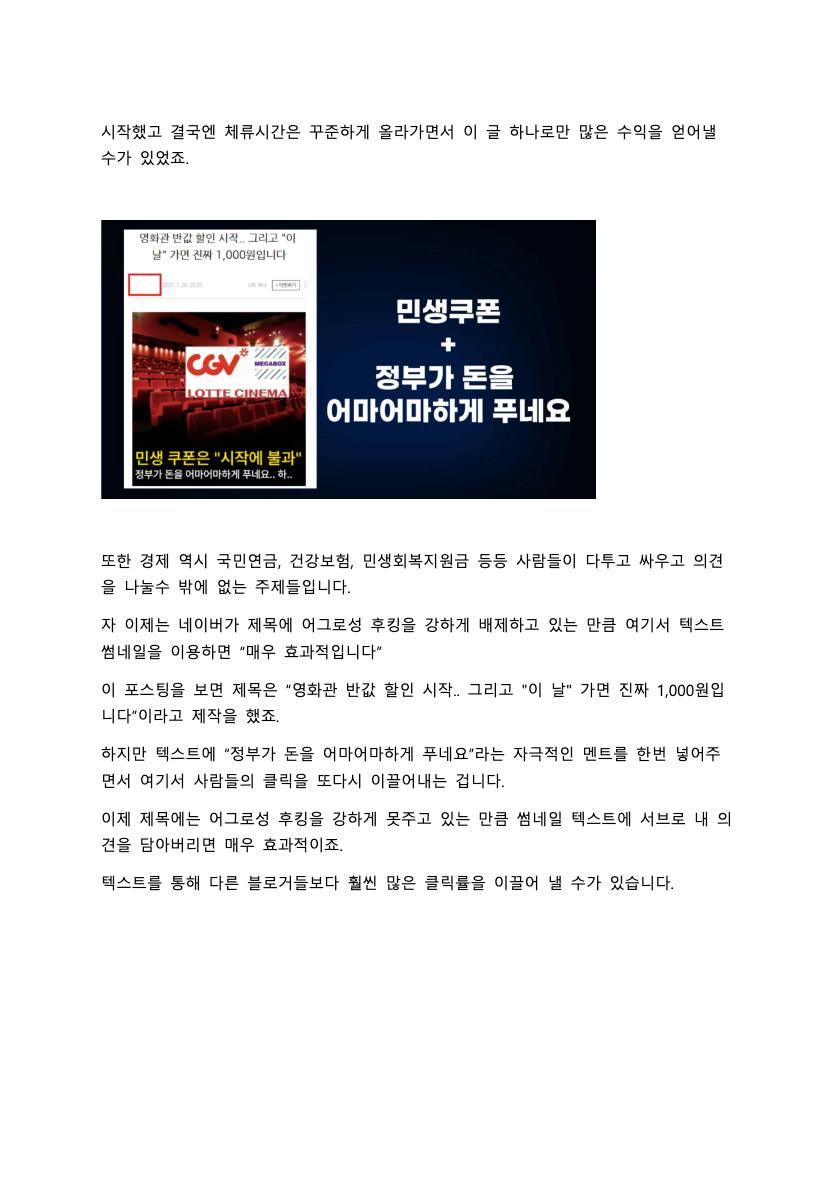 시작했고 결국엔 체류시간은 꾸준하게 올라가면서 이 글 하나로만 많은 수익을 얻어낼
수가 있었죠.
영화관 반값 할인 시작.. 그리고 "이
날" 가면 진짜 1,000원입니다
URL 복사
+이웃추가
CGV
MEGABOX
LOTTE CINEMA
민생 쿠폰은 "시작에 불과"
정부가 돈을 어마어마하게 푸네요.. 하..
민생쿠폰
+
정부가 돈을
어마어마하게 푸네요
또한 경제 역시 국민연금, 건강보험, 민생회복지원금 등등 사람들이 다투고 싸우고 의견
을 나눌수 밖에 없는 주제들입니다.
자 이제는 네이버가 제목에 어그로성 후킹을 강하게 배제하고 있는 만큼 여기서 텍스트
썸네일을 이용하면 “매우 효과적입니다”
이 포스팅을 보면 제목은 “영화관 반값 할인 시작.. 그리고 "이 날" 가면 진짜 1,000원입
니다”이라고 제작을 했죠.
하지만 텍스트에 “정부가 돈을 어마어마하게 푸네요”라는 자극적인 멘트를 한번 넣어주
면서 여기서 사람들의 클릭을 또다시 이끌어내는 겁니다.
이제 제목에는 어그로성 후킹을 강하게 못주고 있는 만큼 썸네일 텍스트에 서브로 내 의
견을 담아버리면 매우 효과적이죠.
텍스트를 통해 다른 블로거들보다 훨씬 많은 클릭률을 이끌어 낼 수가 있습니다.